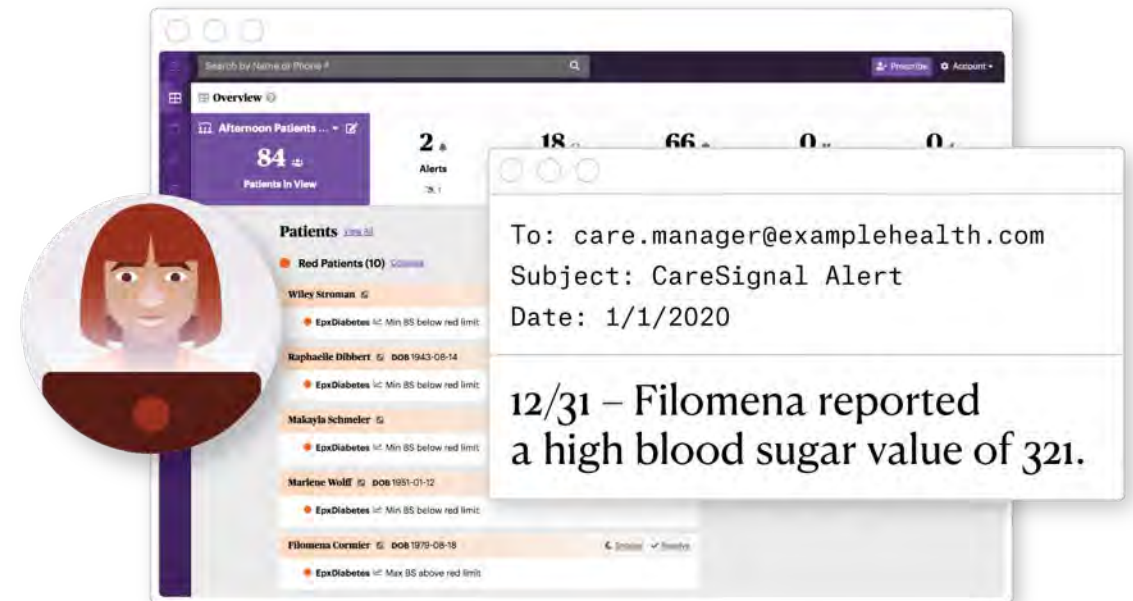 Search by Name or Phone #
Prescribe
Account
Overview
Afternoon Patients ...
84
Patients In View
2
Alerts
18
66
0
0
To: care.manager@examplehealth.com
Subject: CareSignal Alert
Date: 1/1/2020
12/31 – Filomena reported
a high blood sugar value of 321.
Patients View All
Red Patients (10)
Wiley Stroman
EpxDiabetes Min BS below red limit
Raphaelle Dibbert DOB 1943-08-14
EpxDiabetes Min BS below red limit
Makayla Schmeler
EpxDiabetes Min BS below red limit
Marlene Wolff DOB 1951-01-12
EpxDiabetes Min BS below red limit
Filomena Cormier DOB 1979-08-18 Snooze Resolve
EpxDiabetes Max BS above red limit